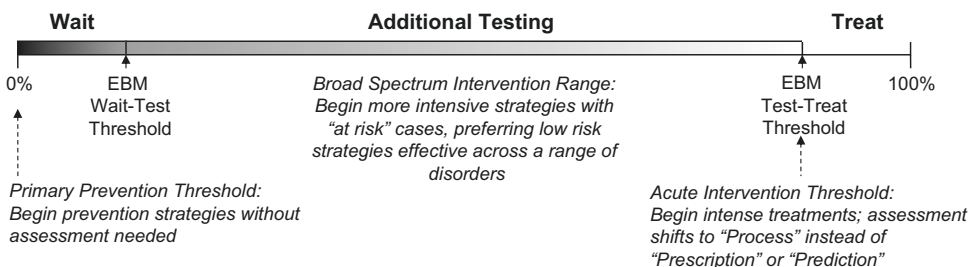 Wait Additional Testing Treat
0% EBM Wait-Test Threshold
Broad Spectrum Intervention Range:
Begin more intensive strategies with
“at risk” cases, preferring low risk
strategies effective across a range of
disorders
EBM
Test-Treat
Threshold
100%
Primary Prevention Threshold:
Begin prevention strategies without
assessment needed
Acute Intervention Threshold:
Begin intense treatments; assessment
shifts to “Process” instead of
“Prescription” or “Prediction”